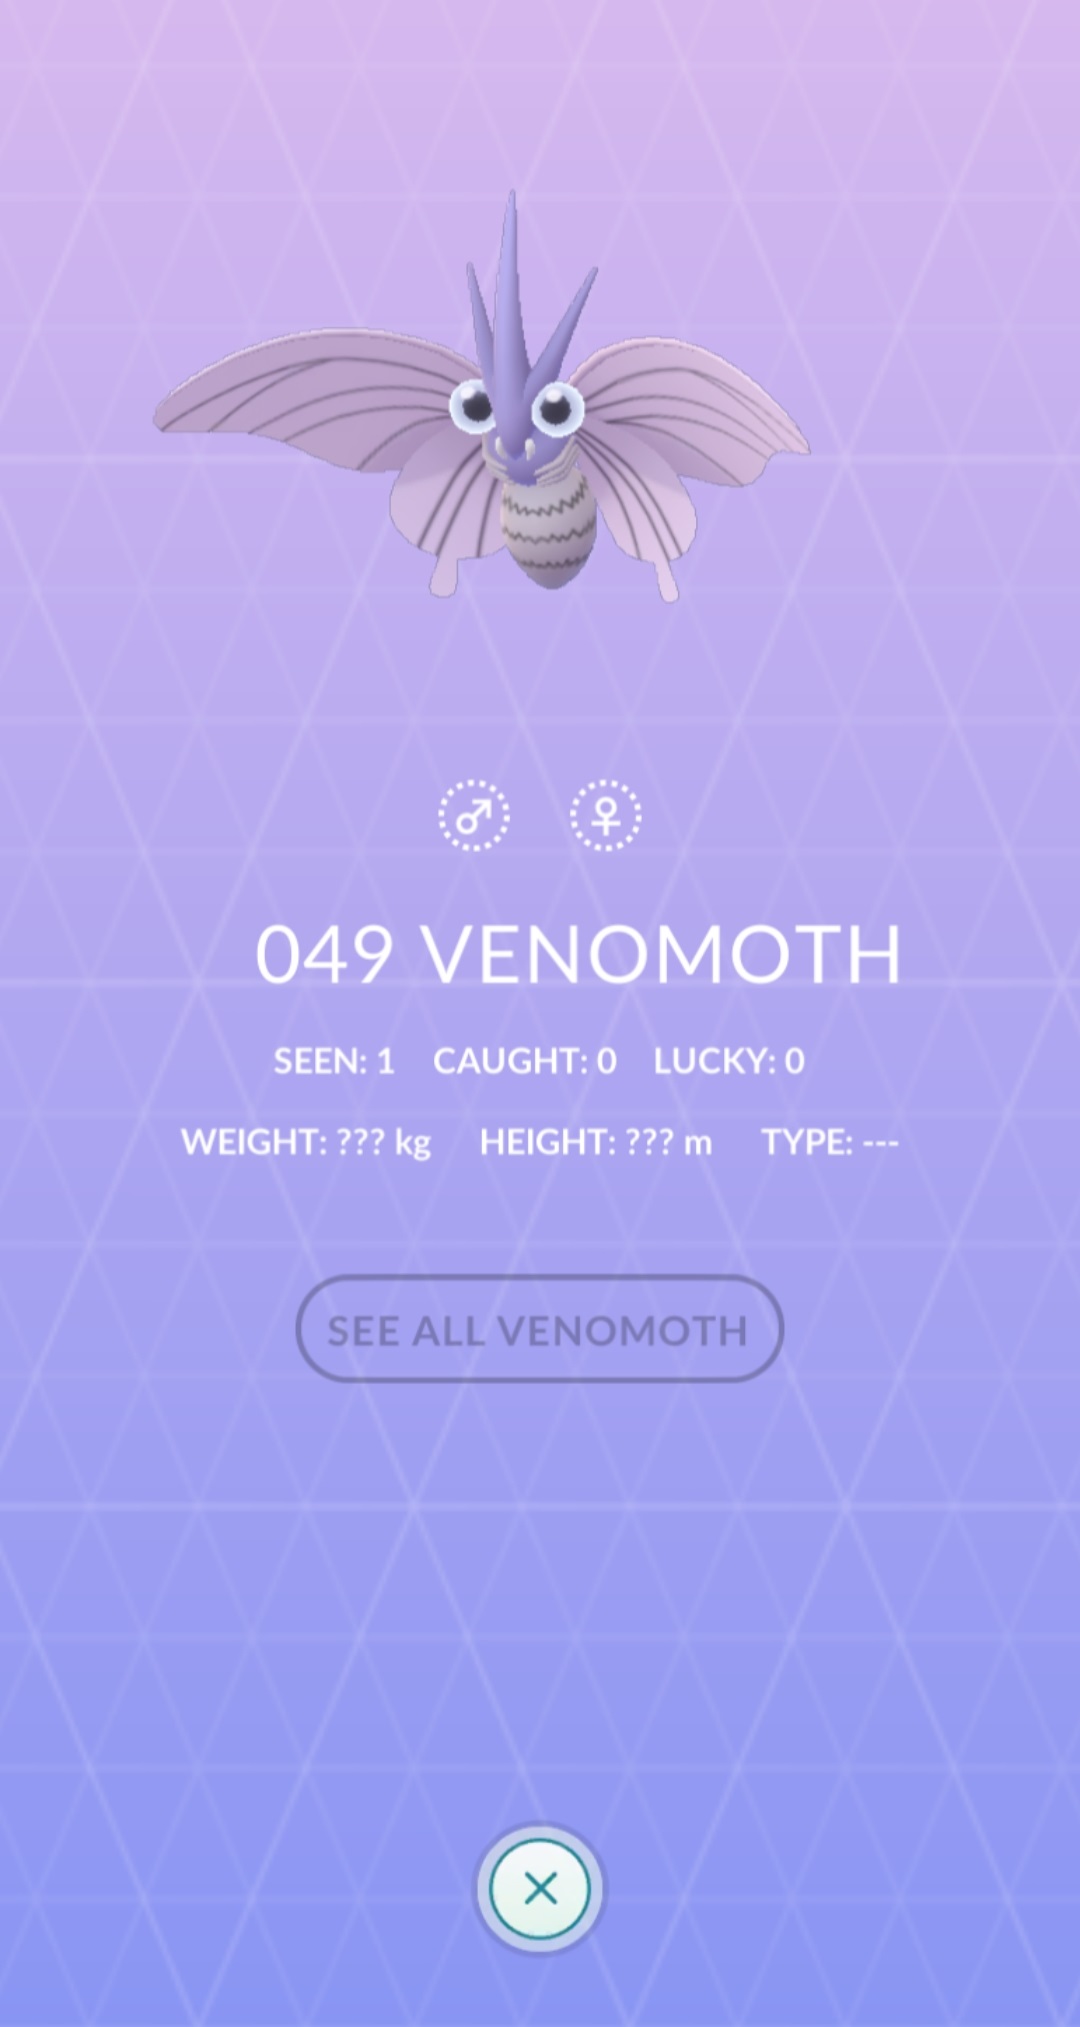 049 VENOMOTH
SEEN: 1 CAUGHT: 0 LUCKY: 0
WEIGHT: ??? kg HEIGHT: ??? m TYPE: ---
SEE ALL VENOMOTH